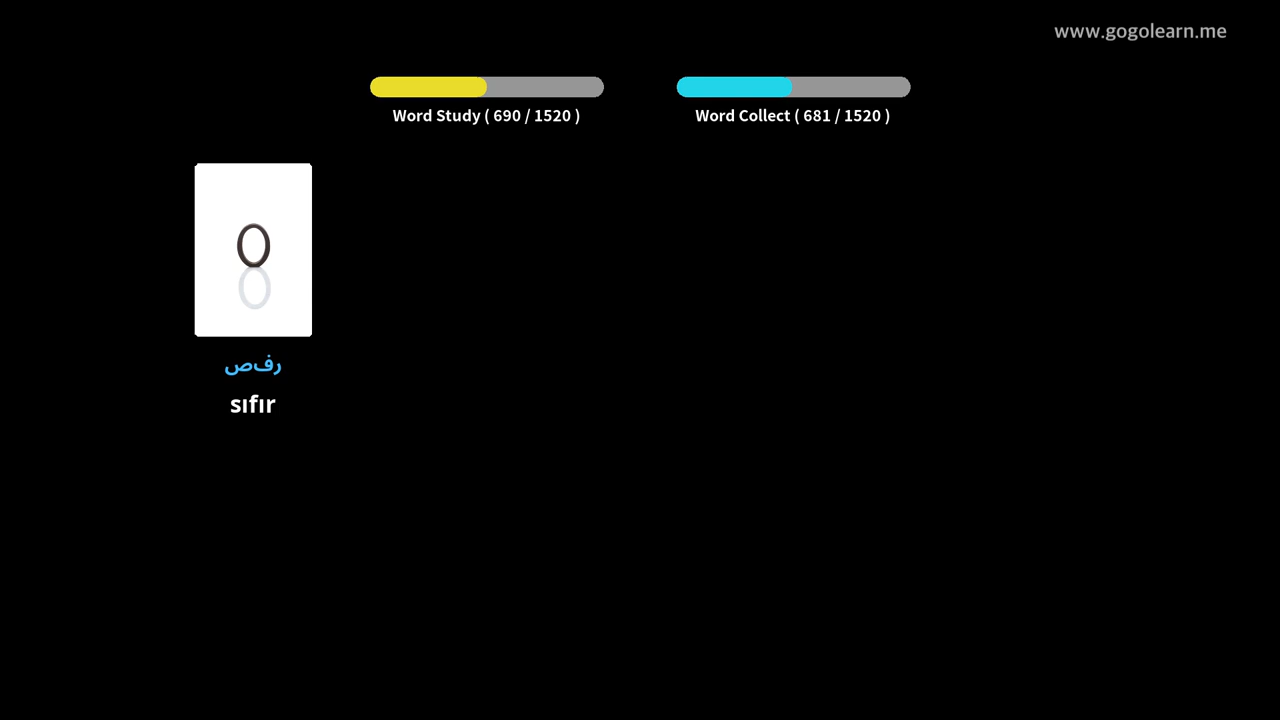 www.gogolearn.me
Word Study ( 690 / 1520 )
Word Collect ( 681 / 1520 )
0
رفص
sıfır